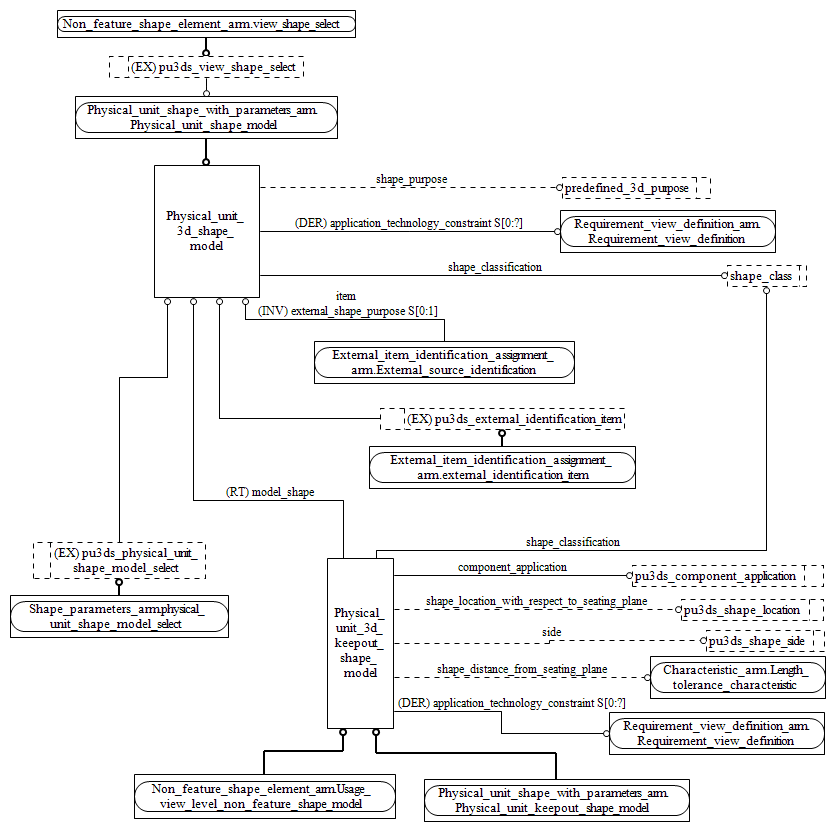 Non_feature_shape_element_arm.view_shape_select
(EX) pu3ds_view_shape_select
Physical_unit_shape_with_parameters_arm.
Physical_unit_shape_model
shape_purpose
predefined_3d_purpose
Physical_unit_
3d_shape_
model
(DER) application_technology_constraint S[0:?]
Requirement_view_definition_arm.
Requirement_view_definition
shape_classification
shape_class
item
(INV) external_shape_purpose S[0:1]
External_item_identification_assignment_
arm.External_source_identification
(EX) pu3ds_external_identification_item
External_item_identification_assignment_
arm.external_identification_item
(RT) model_shape
(EX) pu3ds_physical_unit_
shape_model_select
Shape_parameters_arm.physical_
unit_shape_model_select
shape_classification
component_application
pu3ds_component_application
Physical_
unit_3d_
keepout_
shape_
model
shape_location_with_respect_to_seating_plane
pu3ds_shape_location
side
pu3ds_shape_side
shape_distance_from_seating_plane
Characteristic_arm.Length_
tolerance_characteristic
(DER) application_technology_constraint S[0:?]
Requirement_view_definition_arm.
Requirement_view_definition
Non_feature_shape_element_arm.Usage_
view_level_non_feature_shape_model
Physical_unit_shape_with_parameters_arm.
Physical_unit_keepout_shape_model